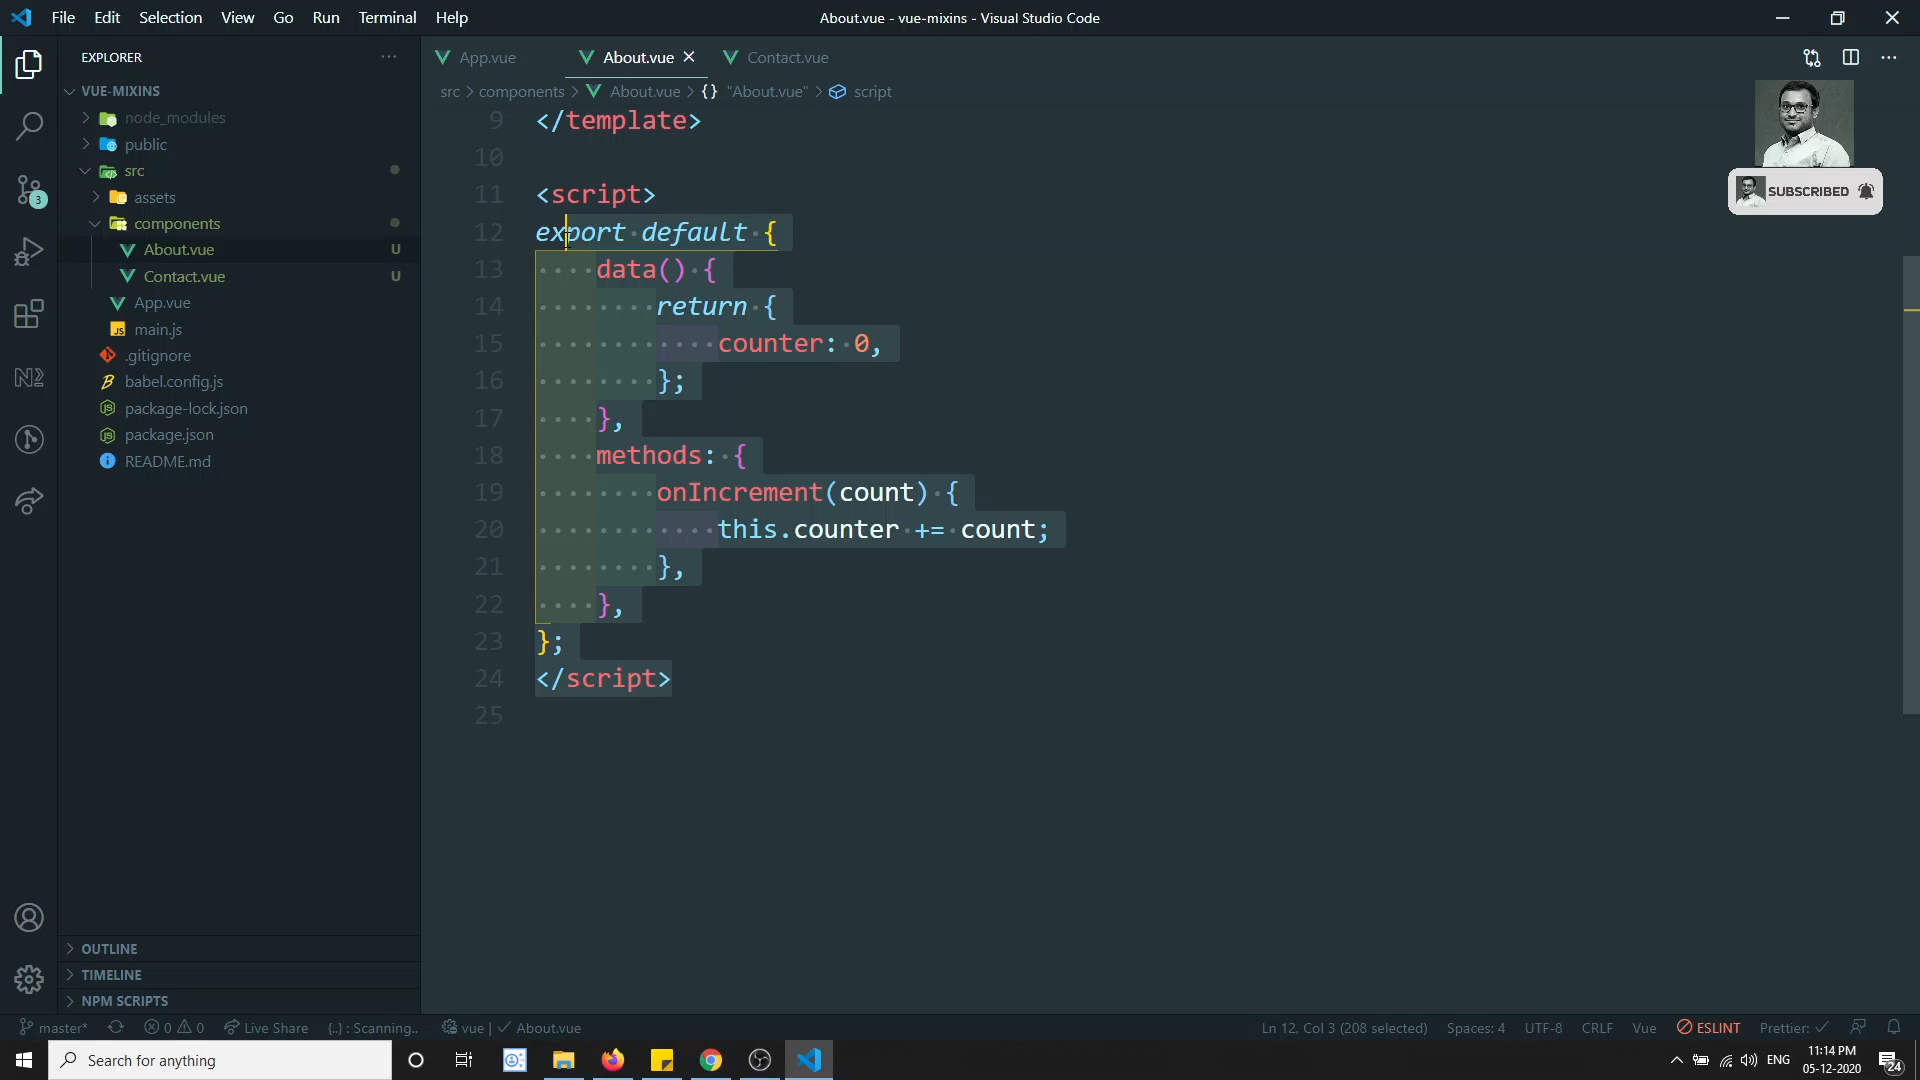 File Edit Selection View Go Run Terminal Help
About.vue - vue-mixins - Visual Studio Code
EXPLORER
VUE-MIXINS
node_modules
public
src
assets
components
About.vue U
Contact.vue U
App.vue
JS main.js
.gitignore
babel.config.js
package-lock.json
package.json
README.md
OUTLINE
TIMELINE
NPM SCRIPTS
3
App.vue About.vue Contact.vue
src > components > About.vue > {} "About.vue" > script
9 </template>
10
11 <script>
12 export default {
13 data() {
14 return {
15 counter: 0,
16 };
17 },
18 methods: {
19 onIncrement(count) {
20 this.counter += count;
21 },
22 },
23 };
24 </script>
25
SUBSCRIBED
master* 0 0 Live Share {..} : Scanning.. vue | About.vue Ln 12, Col 3 (208 selected) Spaces: 4 UTF-8 CRLF Vue ESLINT Prettier:
Search for anything
ENG
11:14 PM
05-12-2020
24